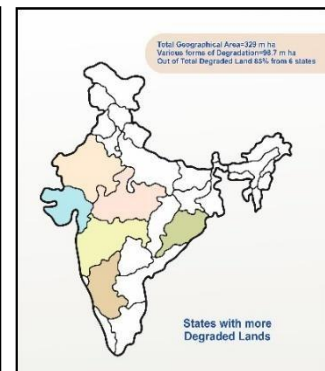 Total Geographical Area=329 m ha
Various forms of Degradation=96.7 m ha
Out of Total Degraded Land 85% from 6 states
States with more
Degraded Lands